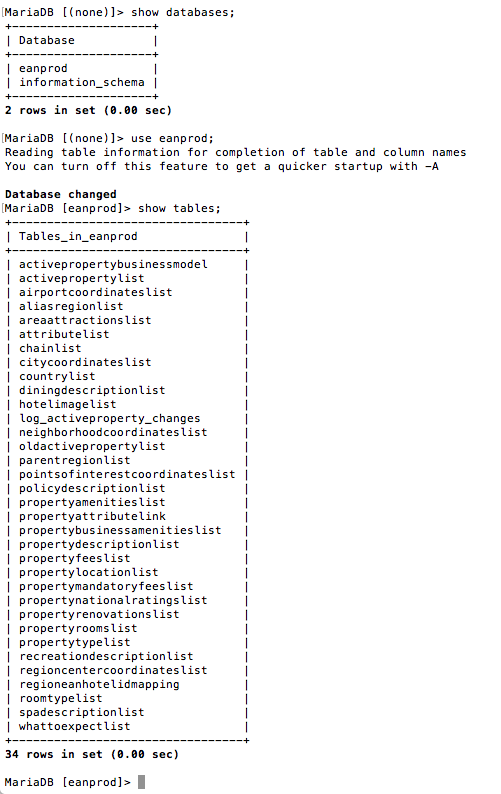 [MariaDB [(none)]> show databases;
+--------------------+
| Database           |
+--------------------+
| eanprod            |
| information_schema |
+--------------------+
2 rows in set (0.00 sec)

[MariaDB [(none)]> use eanprod;
Reading table information for completion of table and column names
You can turn off this feature to get a quicker startup with -A

Database changed
[MariaDB [eanprod]> show tables;
+---------------------------------+
| Tables_in_eanprod               |
+---------------------------------+
| activepropertybusinessmodel     |
| activepropertylist              |
| airportcoordinateslist          |
| aliasregionlist                 |
| areaattractionslist             |
| attributelist                   |
| chainlist                       |
| citycoordinateslist             |
| countrylist                     |
| diningdescriptionlist           |
| hotelimagelist                  |
| log_activeproperty_changes      |
| neighborhoodcoordinateslist     |
| oldactivepropertylist           |
| parentregionlist                |
| pointsofinterestcoordinateslist |
| policydescriptionlist           |
| propertyamenitieslist           |
| propertyattributelink           |
| propertybusinessamenitieslist   |
| propertydescriptionlist         |
| propertyfeeslist                |
| propertylocationlist            |
| propertymandatoryfeeslist       |
| propertynationalratingslist     |
| propertyrenovationslist         |
| propertyroomslist               |
| propertytypelist                |
| recreationdescriptionlist       |
| regioncentercoordinateslist     |
| regioneanhotelidmapping         |
| roomtypelist                    |
| spadescriptionlist              |
| whattoexpectlist                |
+---------------------------------+
34 rows in set (0.00 sec)

MariaDB [eanprod]>